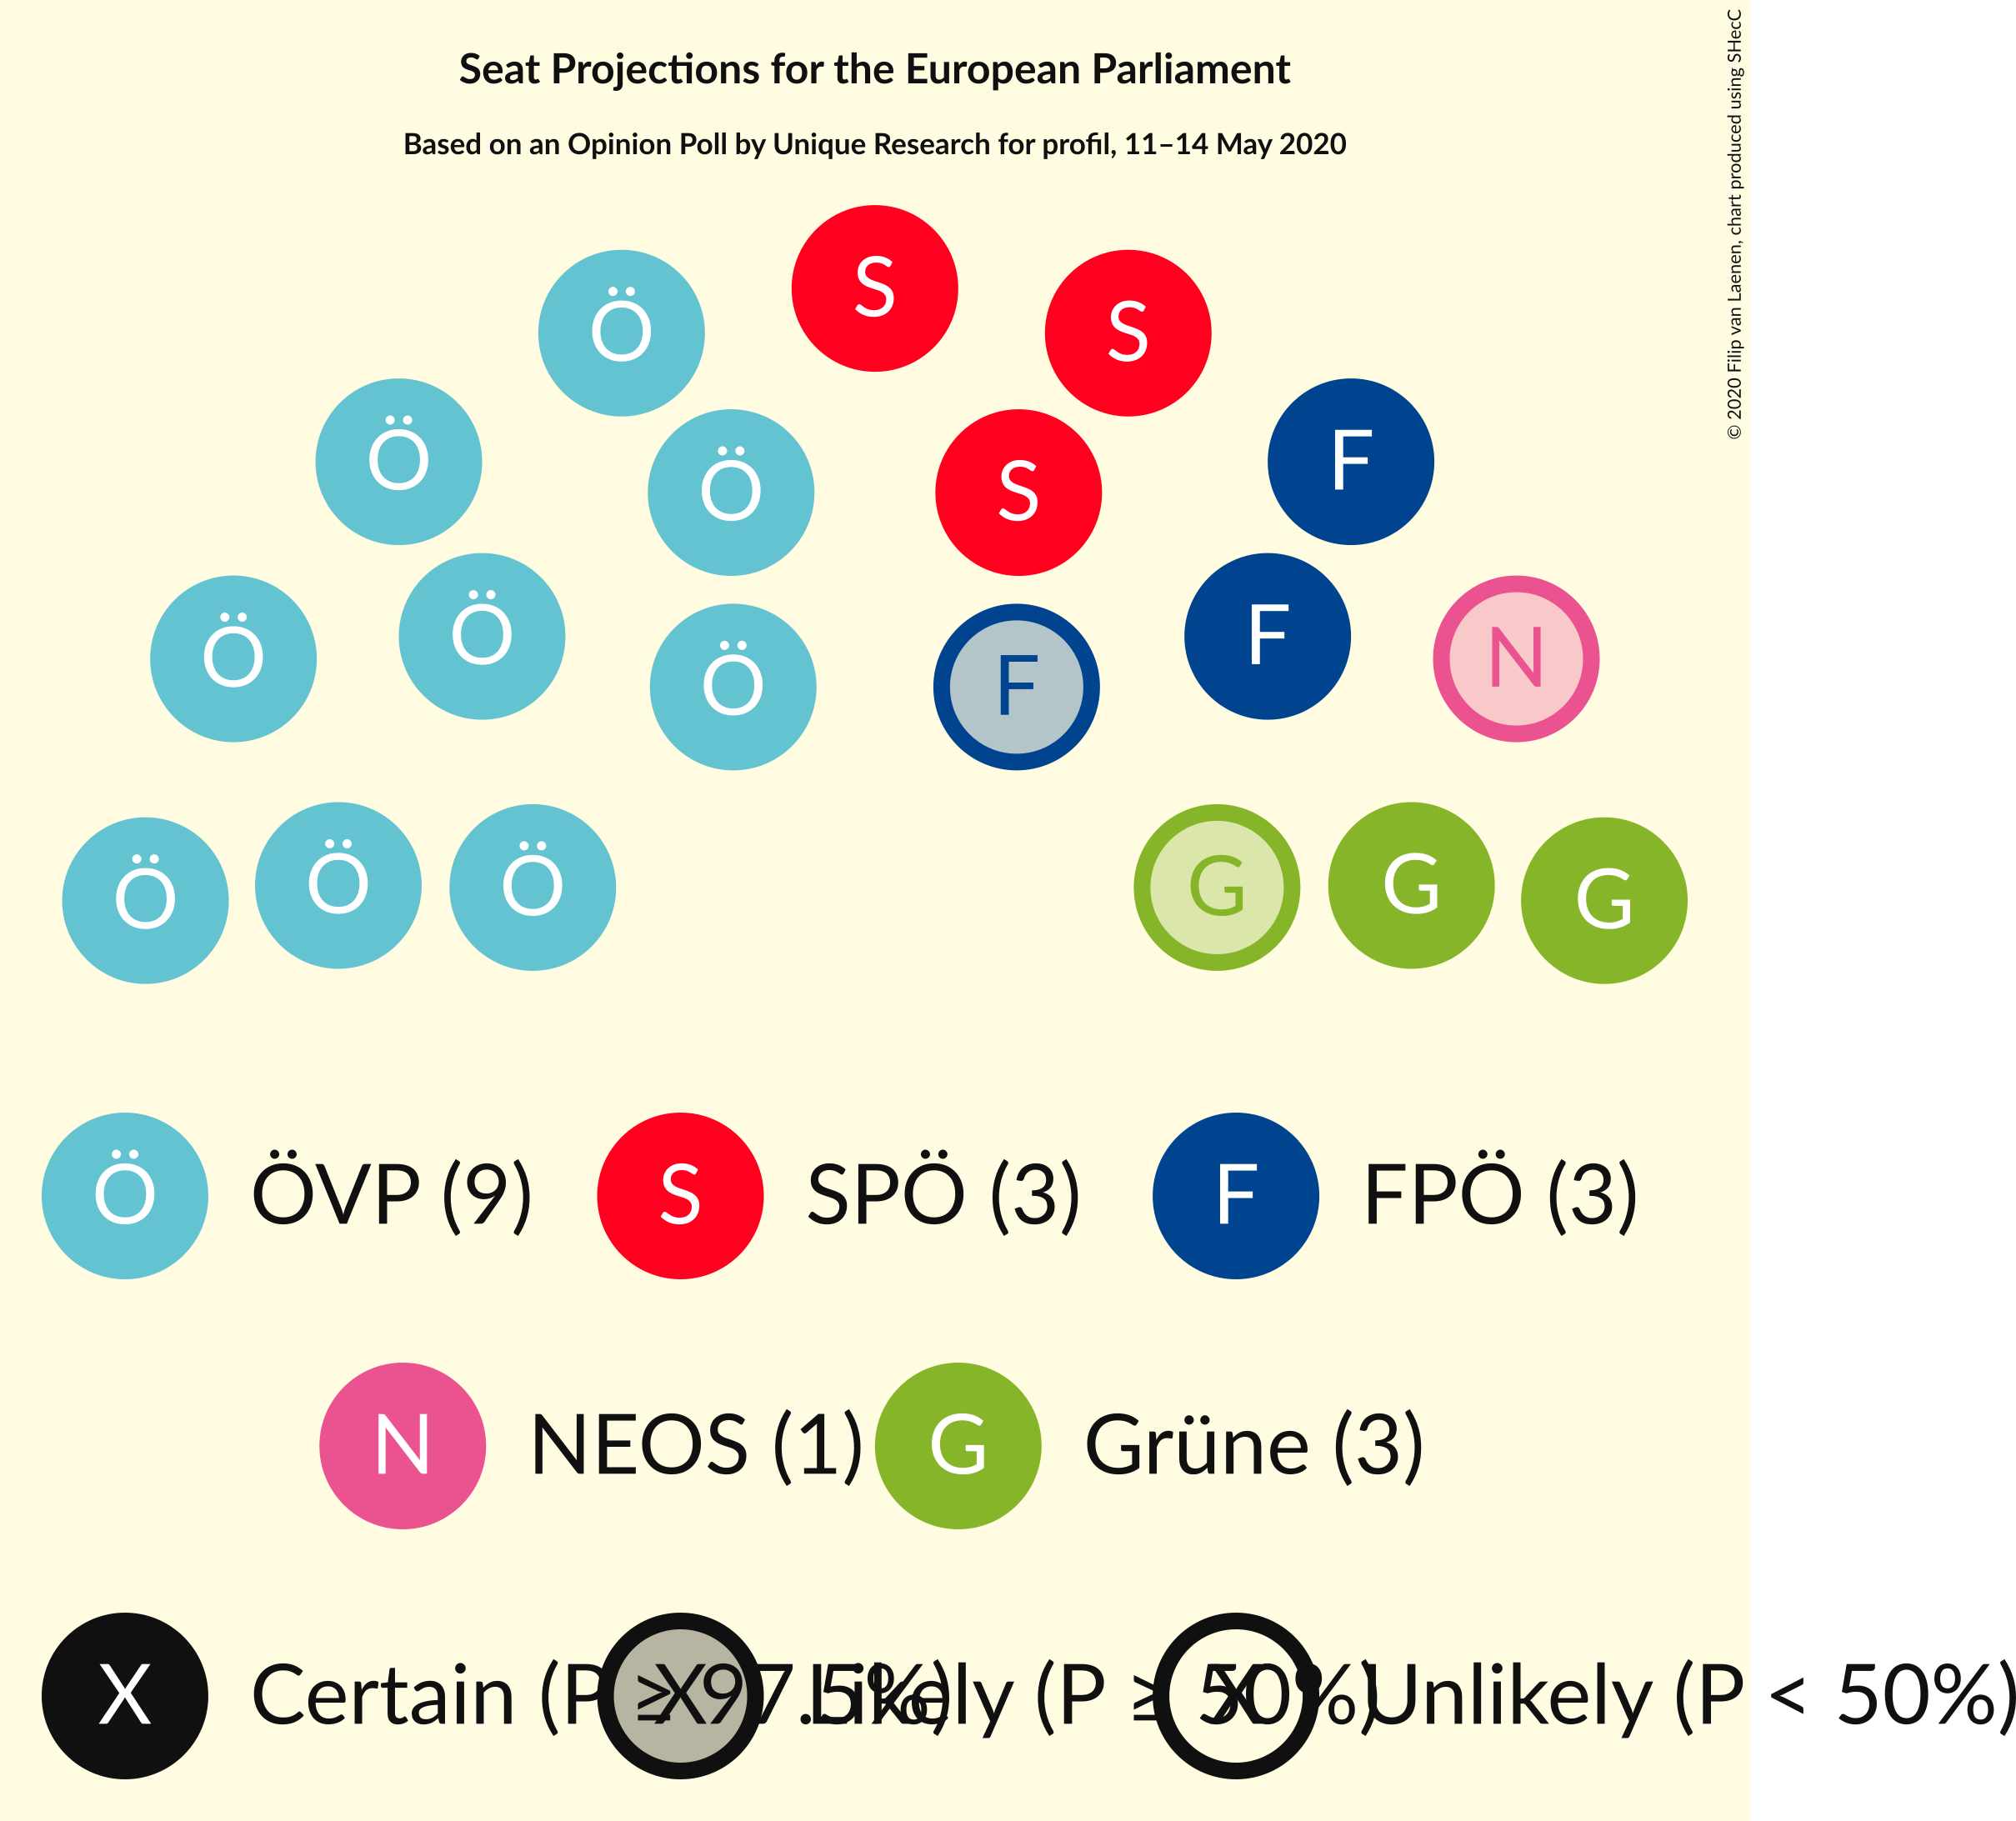 Seat Projections for the European Parliament
Based on an Opinion Poll by Unique Research for profil, 11–14 May 2020
© 2020 Filip van Laenen, chart produced using SHecC
S
Ö S
Ö F
Ö S
Ö Ö F N
Ö F
Ö Ö Ö G G G
Ö ÖVP (9) S SPÖ (3) F FPÖ (3)
N NEOS (1) G Grüne (3)
X Certain (P ≥ 97.5%) X Likely (P ≥ 50%) X Unlikely (P < 50%)